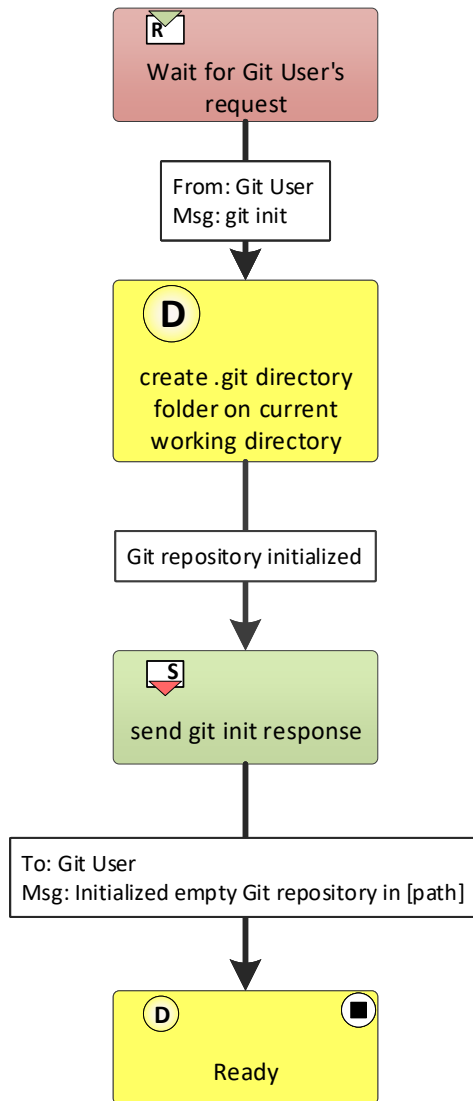 R
Wait for Git User's
request
From: Git User
Msg: git init
D
create .git directory
folder on current
working directory
Git repository initialized
S
send git init response
To: Git User
Msg: Initialized empty Git repository in [path]
D
Ready